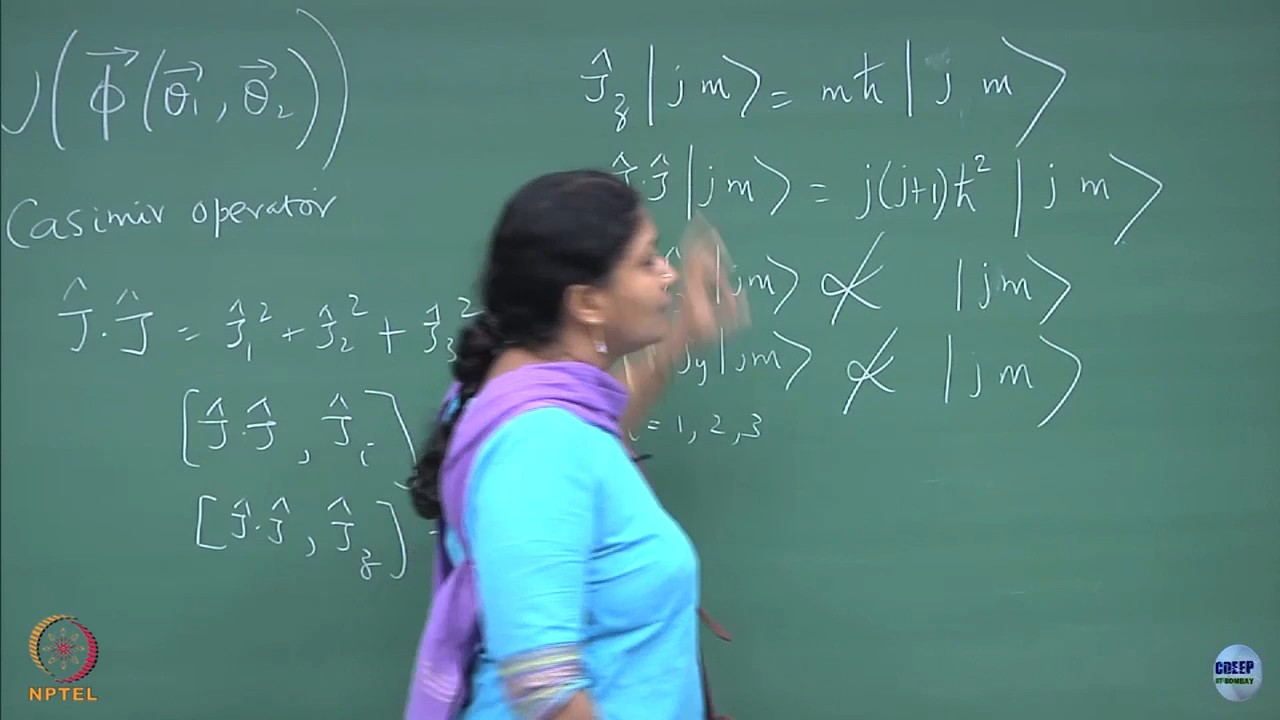 U(ϕ⃗(θ⃗₁, θ⃗₂))
Casimir operator
Ĵ.Ĵ = Ĵ₁² + Ĵ₂² + Ĵ₃²
[Ĵ.Ĵ, Ĵᵢ]
[Ĵ.Ĵ, Ĵ_z]
Ĵ_z |j m⟩ = mħ |j m⟩
Ĵ.Ĵ |j m⟩ = j(j+1)ħ² |j m⟩
|j m⟩ ∝̸ |j m⟩
J_y |j m⟩ ∝̸ |j m⟩
i = 1, 2, 3
NPTEL
CDEEP
IIT BOMBAY